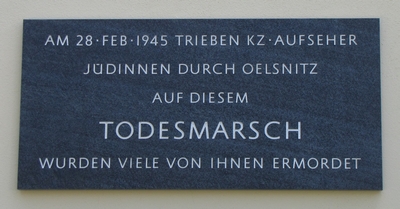 AM 28·FEB·1945 TRIEBEN KZ·AUFSEHER
JÜDINNEN DURCH OELSNITZ
AUF DIESEM
TODESMARSCH
WURDEN VIELE VON IHNEN ERMORDET